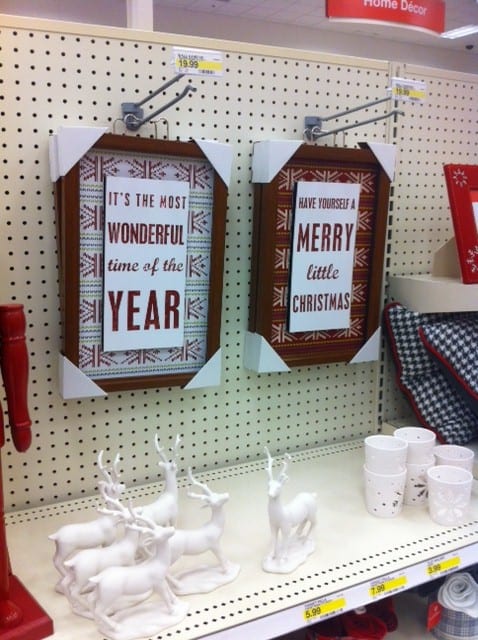 Home Décor
19.99
19.99
IT'S THE MOST
WONDERFUL
time of the
YEAR
HAVE YOURSELF A
MERRY
little
CHRISTMAS
5.99
7.99
3.99